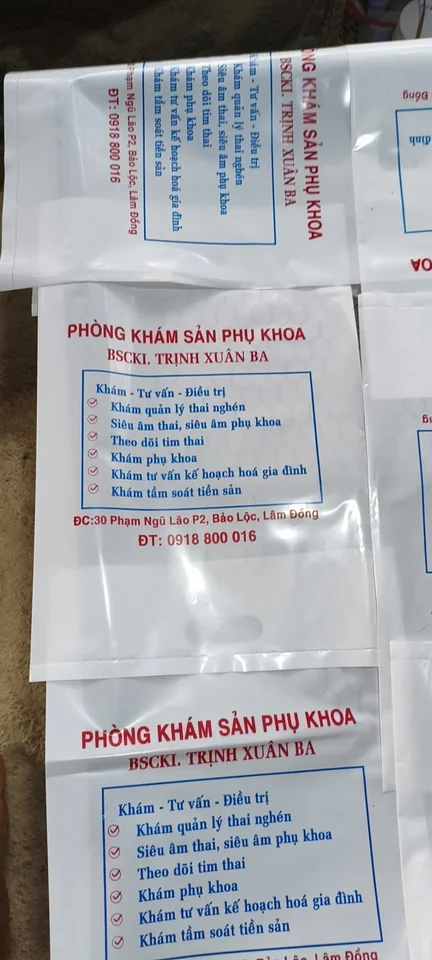 PHÒNG KHÁM SẢN PHỤ KHOA
BSCKI. TRỊNH XUÂN BA
Khám - Tư vấn - Điều trị
Khám quản lý thai nghén
Siêu âm thai, siêu âm phụ khoa
Theo dõi tim thai
Khám phụ khoa
Khám tư vấn kế hoạch hoá gia đình
Khám tầm soát tiền sản
Phạm Ngũ Lão P2, Bảo Lộc, Lâm Đồng
ĐT: 0918 800 016
Đồng
đình
OA
PHÒNG KHÁM SẢN PHỤ KHOA
BSCKI. TRỊNH XUÂN BA
Khám - Tư vấn - Điều trị
Khám quản lý thai nghén
Siêu âm thai, siêu âm phụ khoa
Theo dõi tim thai
Khám phụ khoa
Khám tư vấn kế hoạch hoá gia đình
Khám tầm soát tiền sản
ĐC:30 Phạm Ngũ Lão P2, Bảo Lộc, Lâm Đồng
ĐT: 0918 800 016
PHÒNG KHÁM SẢN PHỤ KHOA
BSCKI. TRỊNH XUÂN BA
Khám - Tư vấn - Điều trị
Khám quản lý thai nghén
Siêu âm thai, siêu âm phụ khoa
Theo dõi tim thai
Khám phụ khoa
Khám tư vấn kế hoạch hoá gia đình
Khám tầm soát tiền sản
Lộc, Lâm Đồng